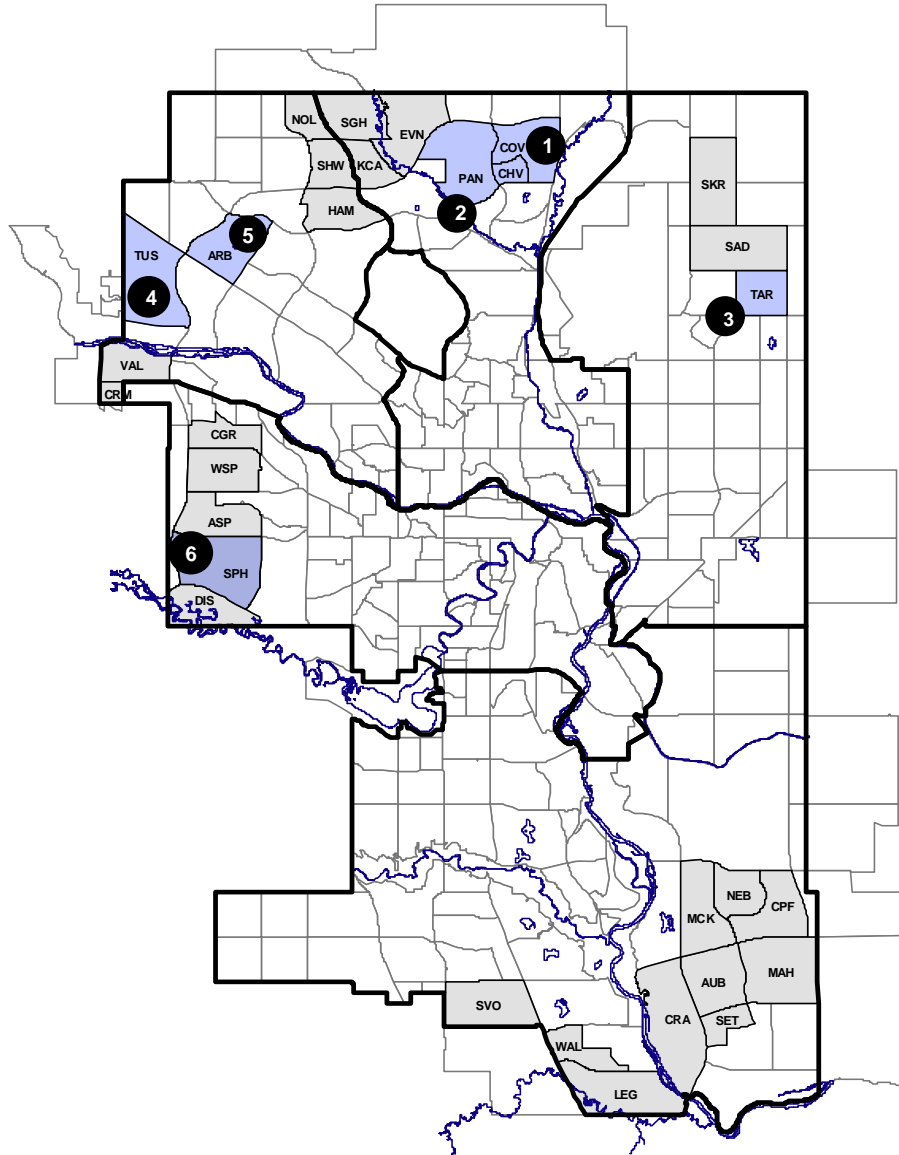 NOL
SGH
EVN
COV
1
SHW
KCA
CHV
PAN
SKR
HAM
2
5
SAD
TUS
ARB
4
TAR
3
VAL
CRM
CGR
WSP
ASP
6
SPH
DIS
NEB
MCK
CPF
MAH
AUB
SVO
CRA
SET
WAL
LEG